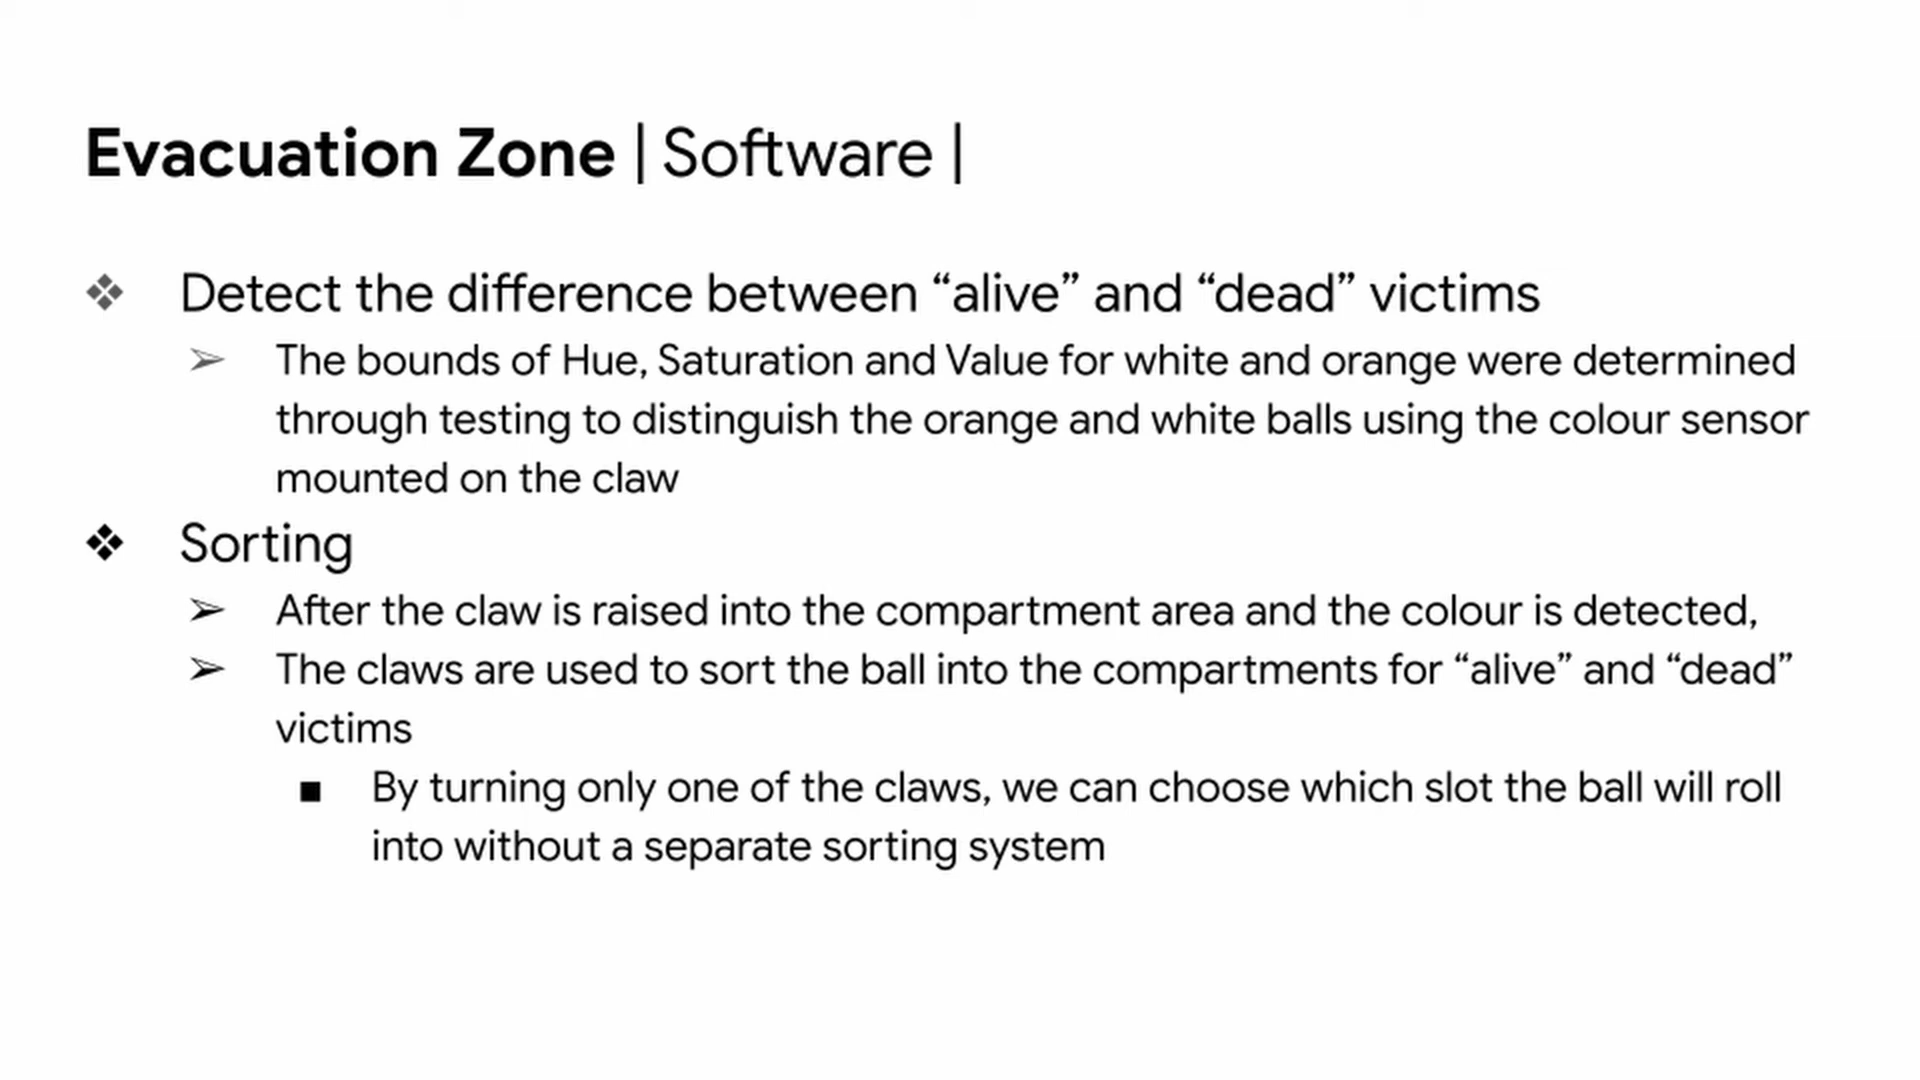 Evacuation Zone | Software |
❖ Detect the difference between “alive” and “dead” victims
➢ The bounds of Hue, Saturation and Value for white and orange were determined
through testing to distinguish the orange and white balls using the colour sensor
mounted on the claw
❖ Sorting
➢ After the claw is raised into the compartment area and the colour is detected,
➢ The claws are used to sort the ball into the compartments for “alive” and “dead”
victims
■ By turning only one of the claws, we can choose which slot the ball will roll
into without a separate sorting system